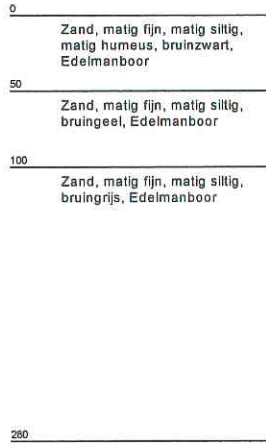 0
Zand, matig fijn, matig siltig,
matig humeus, bruinzwart,
Edelmanboor
50
Zand, matig fijn, matig siltig,
bruingeel, Edelmanboor
100
Zand, matig fijn, matig siltig,
bruingrijs, Edelmanboor
280